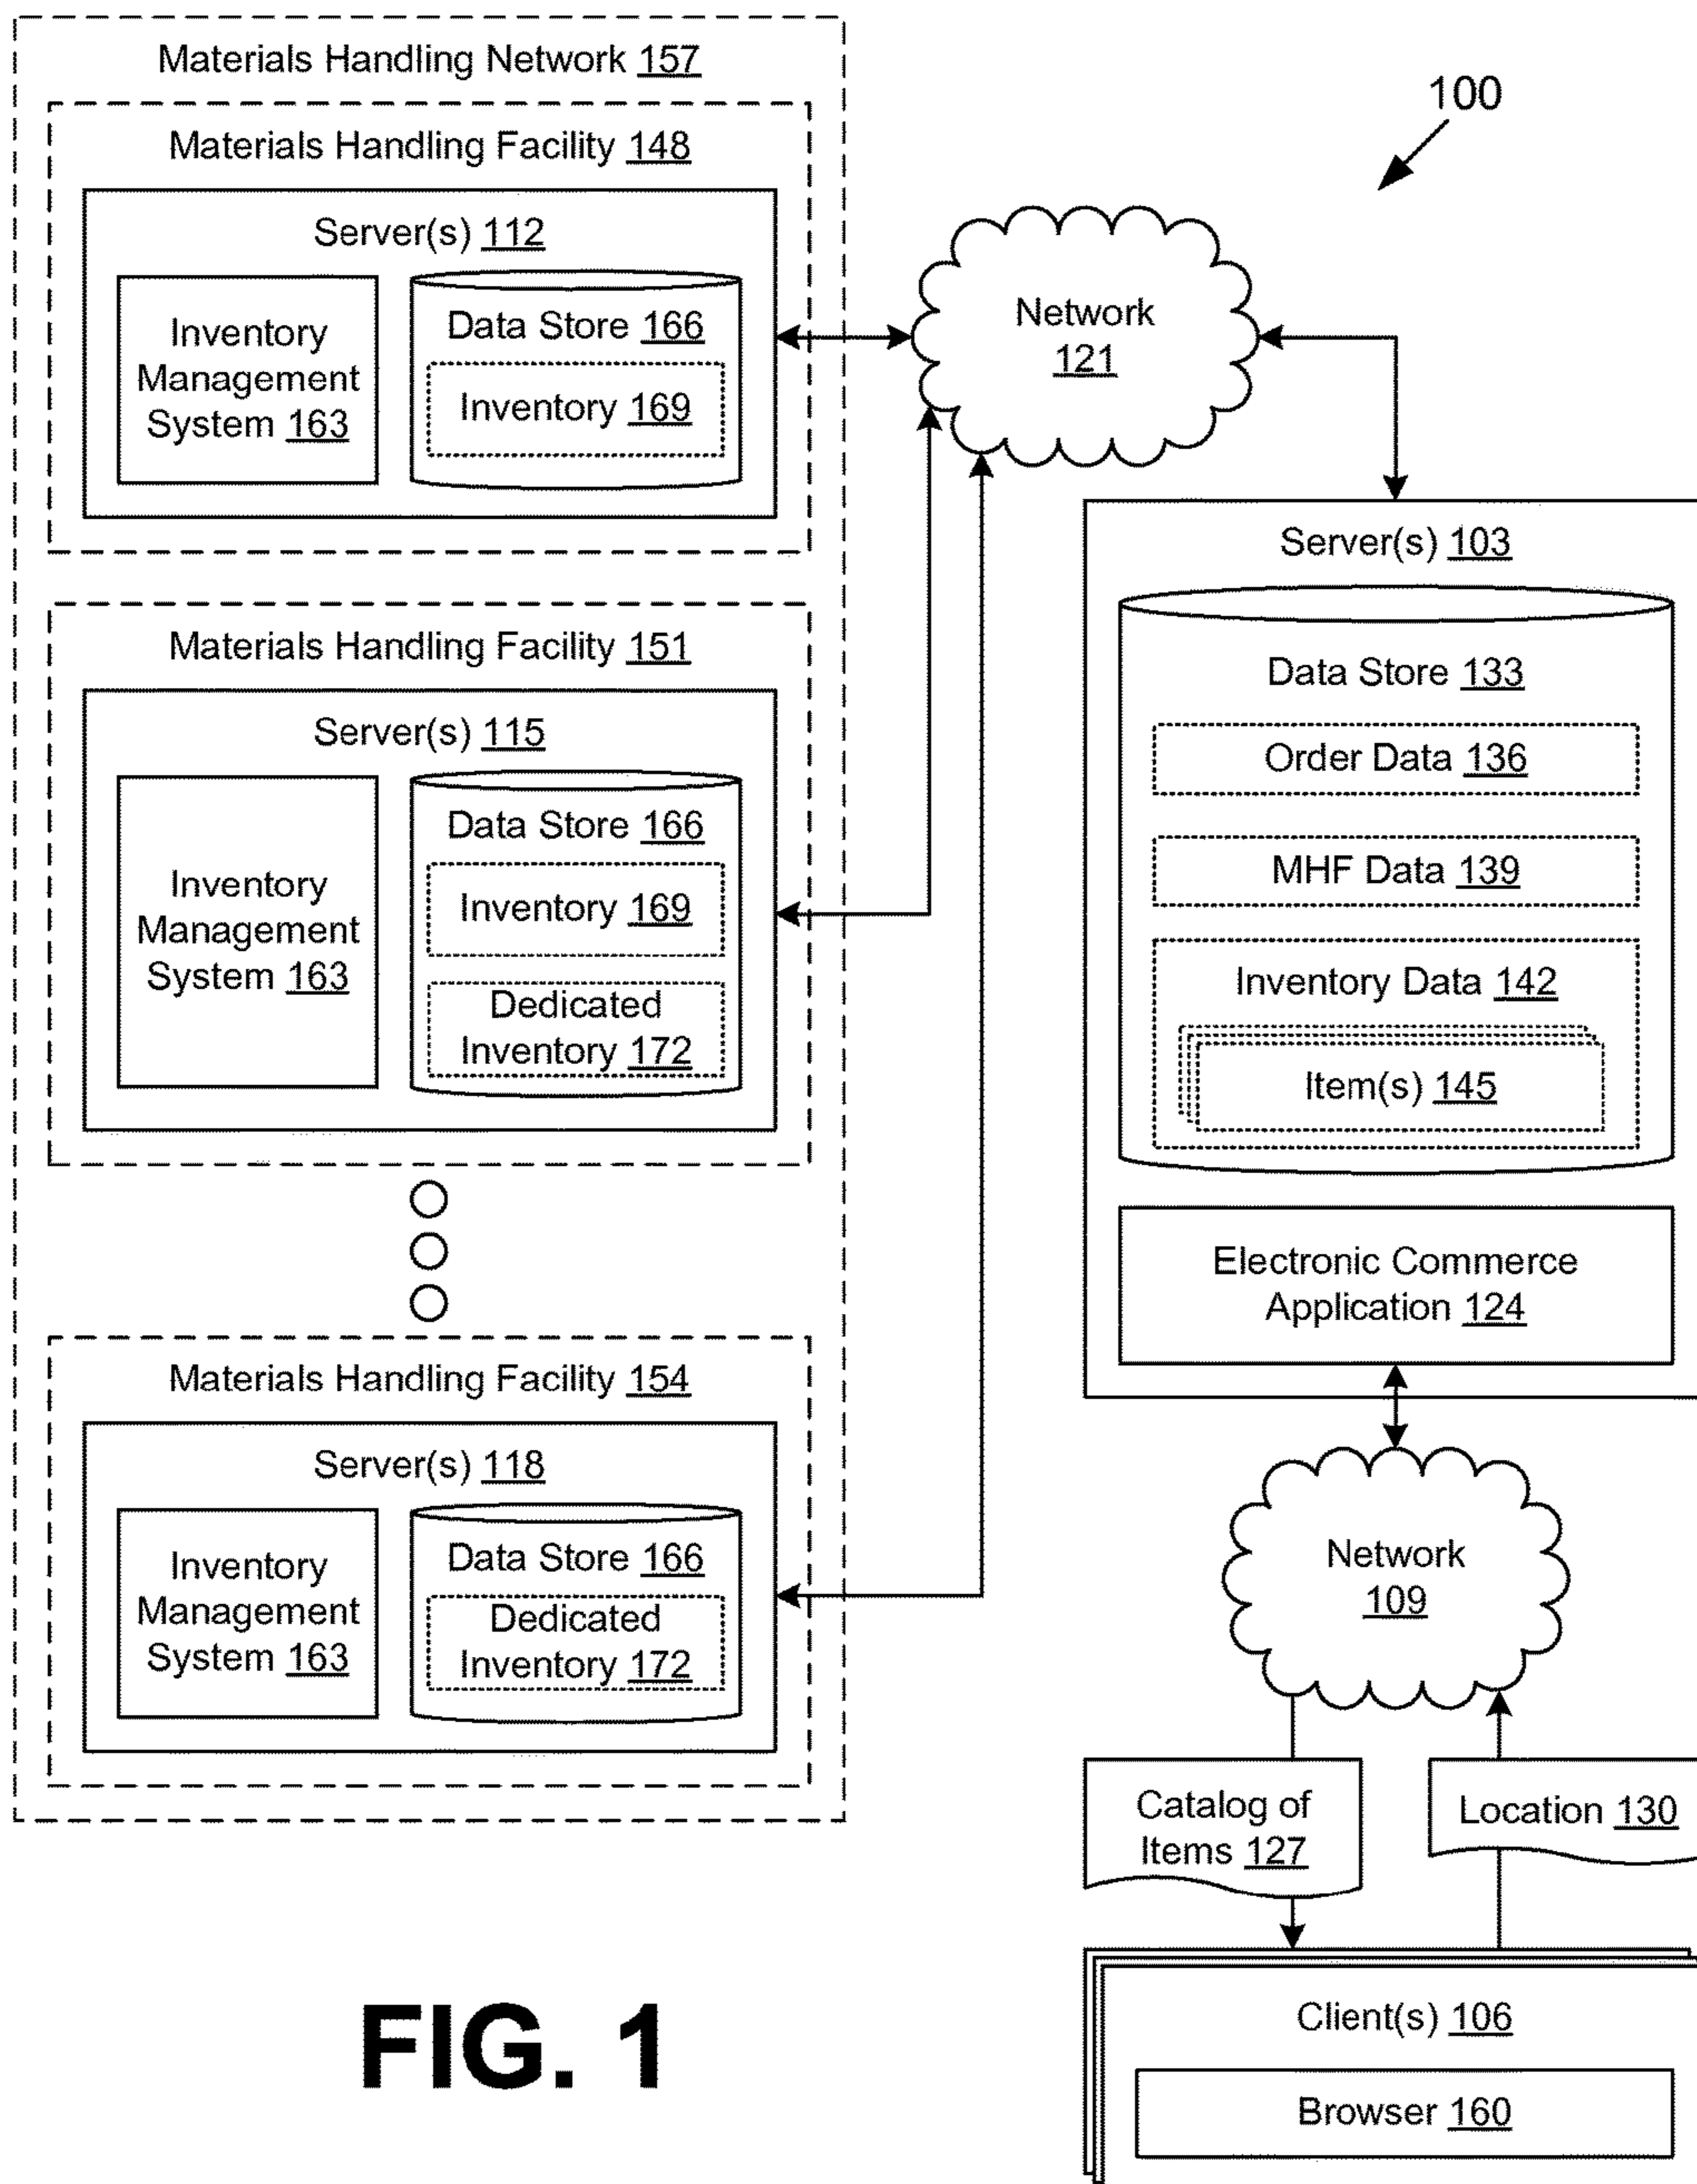 Materials Handling Network 157
Materials Handling Facility 148
Server(s) 112
Inventory
Management
System 163
Data Store 166
Inventory 169
Materials Handling Facility 151
Server(s) 115
Inventory
Management
System 163
Data Store 166
Inventory 169
Dedicated
Inventory 172
Materials Handling Facility 154
Server(s) 118
Inventory
Management
System 163
Data Store 166
Dedicated
Inventory 172
100
Network
121
Server(s) 103
Data Store 133
Order Data 136
MHF Data 139
Inventory Data 142
Item(s) 145
Electronic Commerce
Application 124
Network
109
Catalog of
Items 127
Location 130
Client(s) 106
Browser 160
FIG. 1